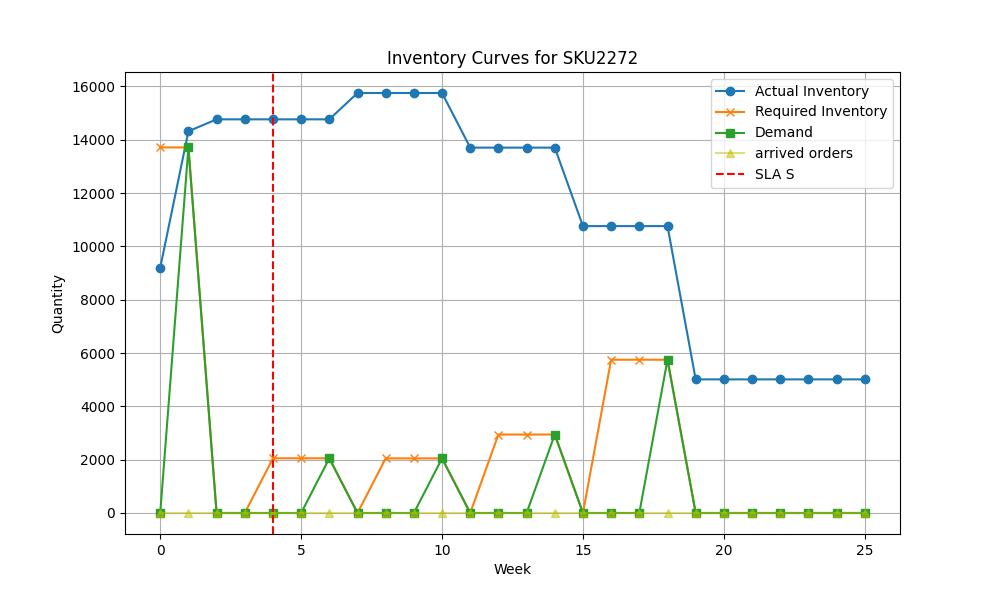 Inventory Curves for SKU2272
16000
14000
12000
10000
8000
6000
4000
2000
0
Quantity
Actual Inventory
Required Inventory
Demand
arrived orders
SLA S
0 5 10 15 20 25
Week